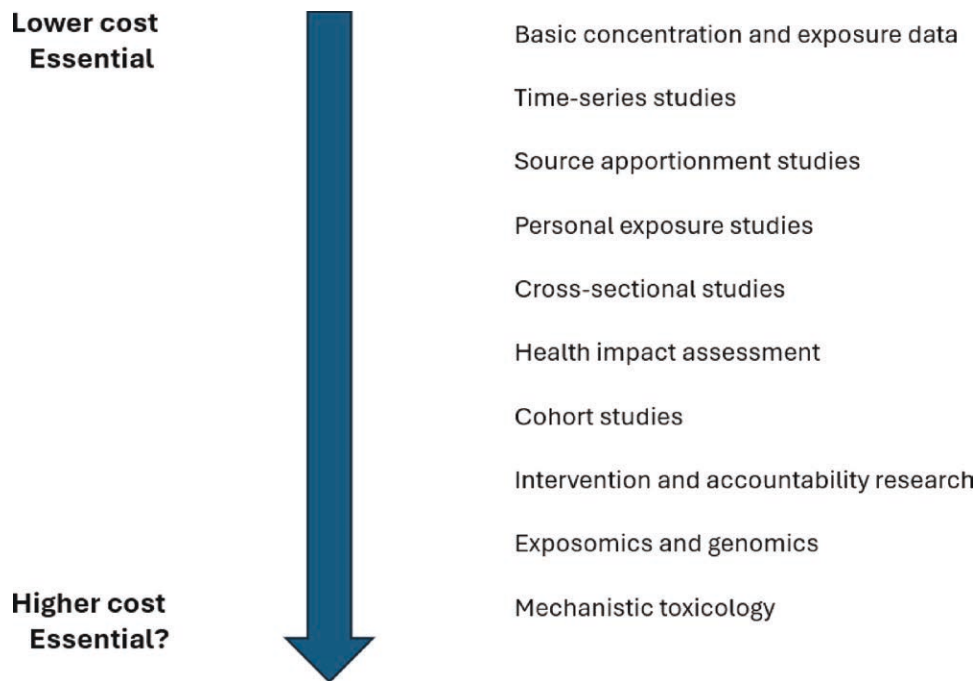 Lower cost
Essential
Basic concentration and exposure data
Time-series studies
Source apportionment studies
Personal exposure studies
Cross-sectional studies
Health impact assessment
Cohort studies
Intervention and accountability research
Exposomics and genomics
Higher cost
Essential?
Mechanistic toxicology